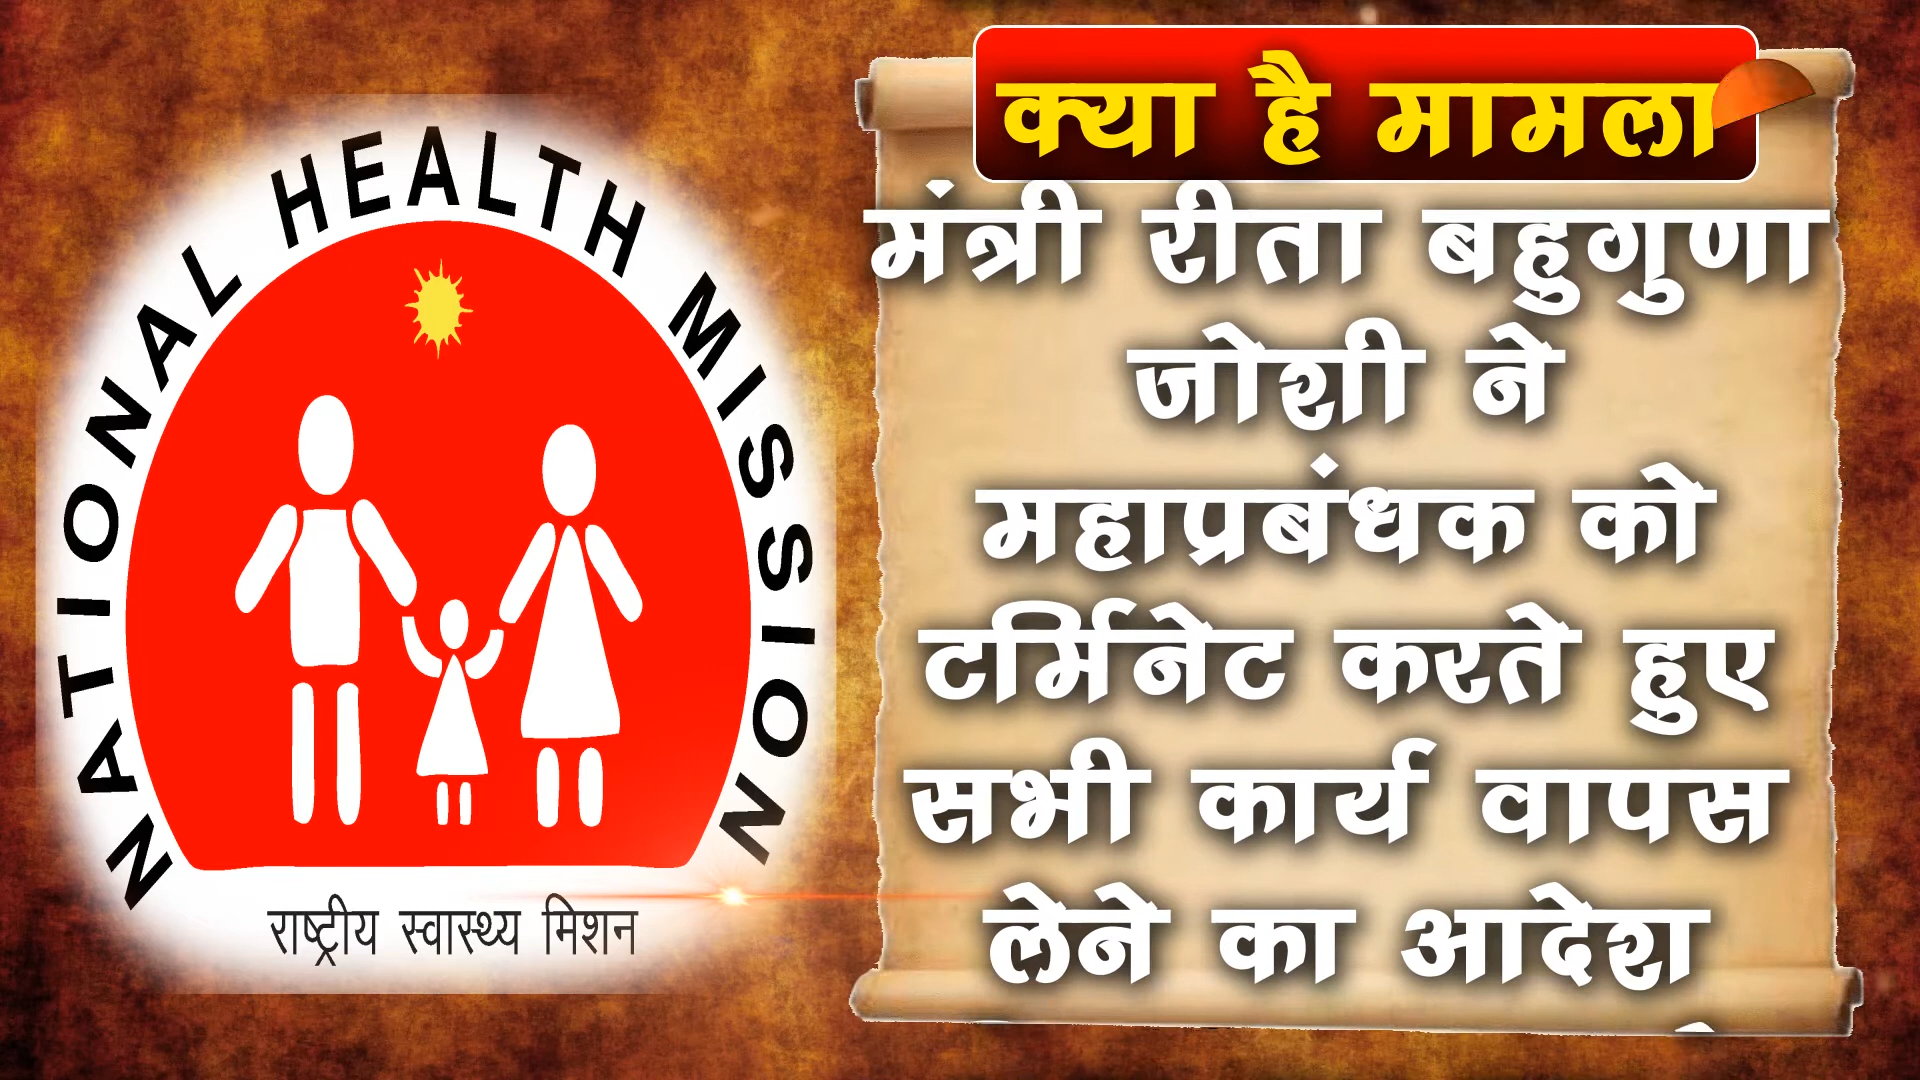 NATIONAL HEALTH MISSION
राष्ट्रीय स्वास्थ्य मिशन
क्या है मामला
मंत्री रीता बहुगुणा
जोशी ने
महाप्रबंधक को
टर्मिनेट करते हुए
सभी कार्य वापस
लेने का आदेश